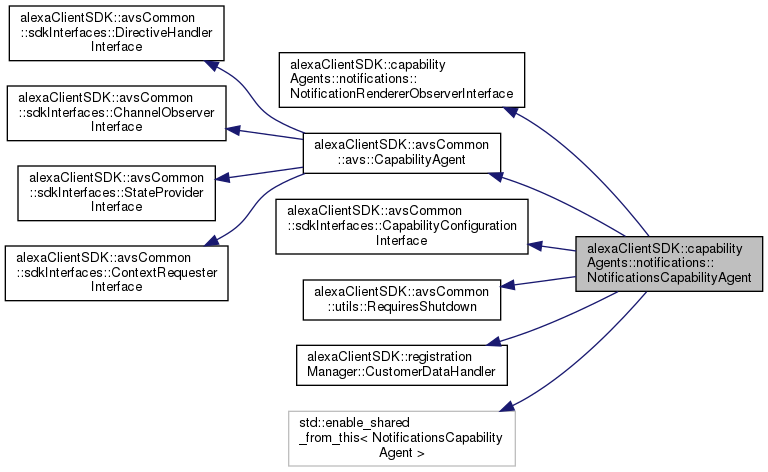 alexaClientSDK::avsCommon
::sdkInterfaces::DirectiveHandler
Interface
alexaClientSDK::avsCommon
::sdkInterfaces::ChannelObserver
Interface
alexaClientSDK::avsCommon
::sdkInterfaces::StateProvider
Interface
alexaClientSDK::avsCommon
::sdkInterfaces::ContextRequester
Interface
alexaClientSDK::capability
Agents::notifications::
NotificationRendererObserverInterface
alexaClientSDK::avsCommon
::avs::CapabilityAgent
alexaClientSDK::avsCommon
::sdkInterfaces::CapabilityConfiguration
Interface
alexaClientSDK::avsCommon
::utils::RequiresShutdown
alexaClientSDK::registration
Manager::CustomerDataHandler
std::enable_shared
_from_this< NotificationsCapability
Agent >
alexaClientSDK::capability
Agents::notifications::
NotificationsCapabilityAgent